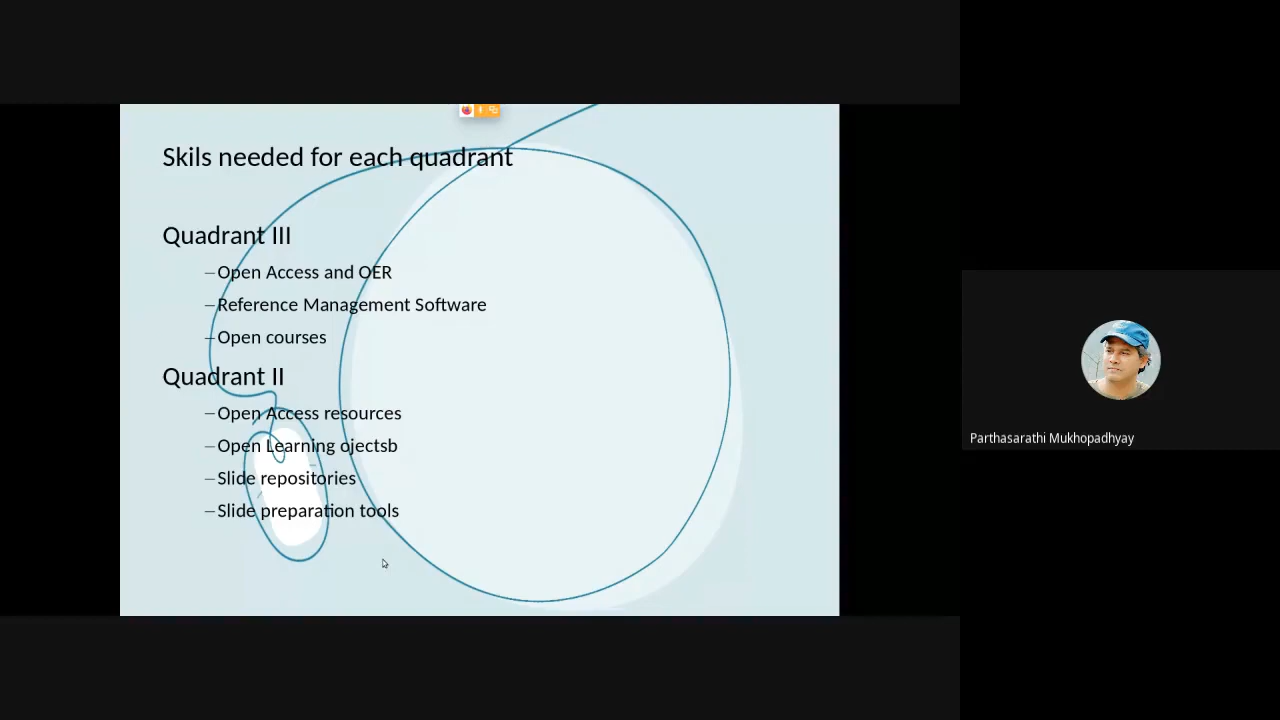 Skils needed for each quadrant
Quadrant III
–Open Access and OER
–Reference Management Software
–Open courses
Quadrant II
–Open Access resources
–Open Learning ojectsb
–Slide repositories
–Slide preparation tools
Parthasarathi Mukhopadhyay